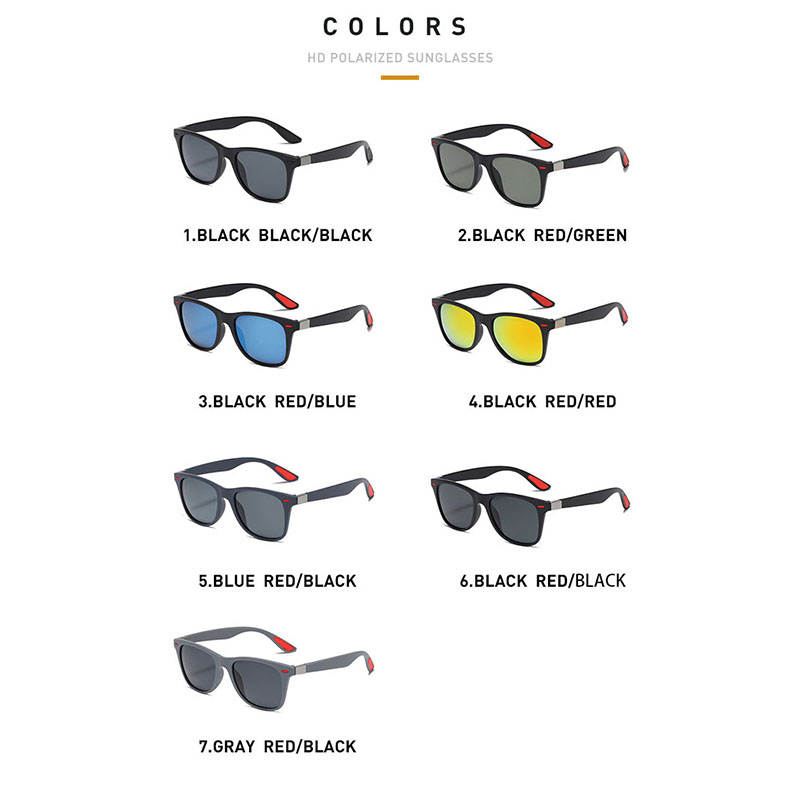 COLORS
HD POLARIZED SUNGLASSES
1.BLACK BLACK/BLACK
2.BLACK RED/GREEN
3.BLACK RED/BLUE
4.BLACK RED/RED
5.BLUE RED/BLACK
6.BLACK RED/BLACK
7.GRAY RED/BLACK